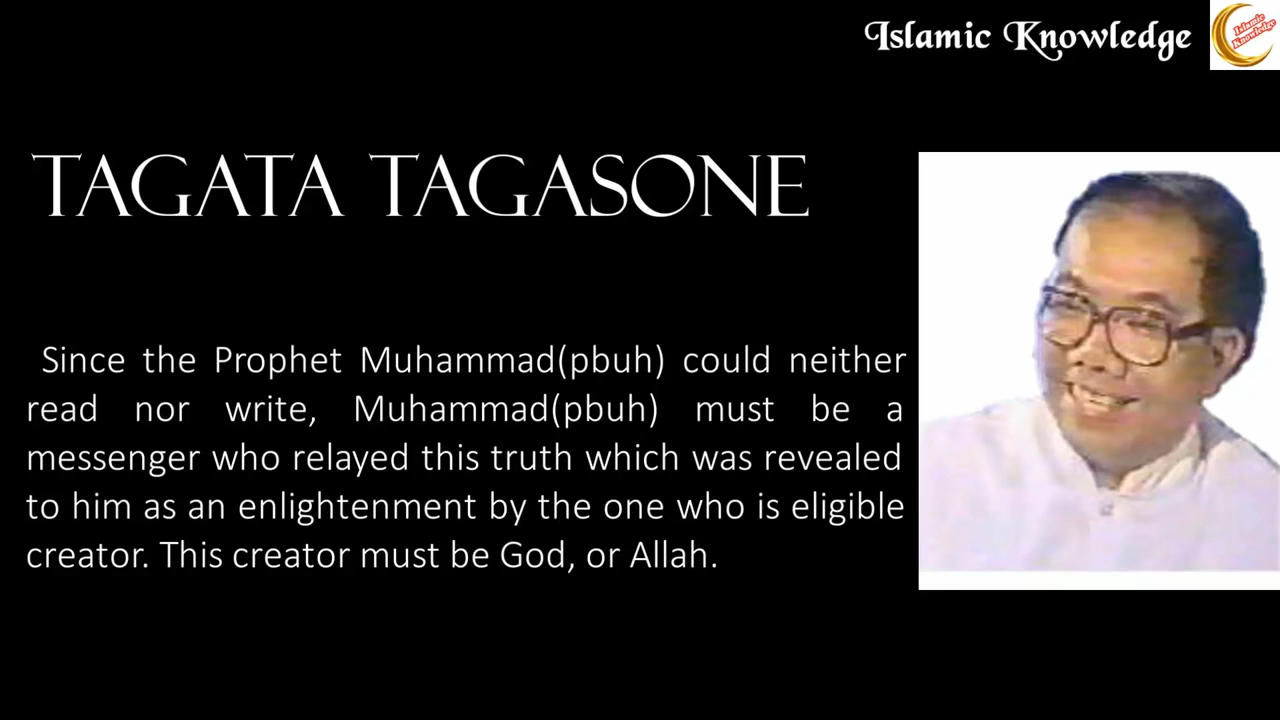 Islamic Knowledge
Islamic
Knowledge
TAGATA TAGASONE
Since the Prophet Muhammad(pbuh) could neither
read nor write, Muhammad(pbuh) must be a
messenger who relayed this truth which was revealed
to him as an enlightenment by the one who is eligible
creator. This creator must be God, or Allah.